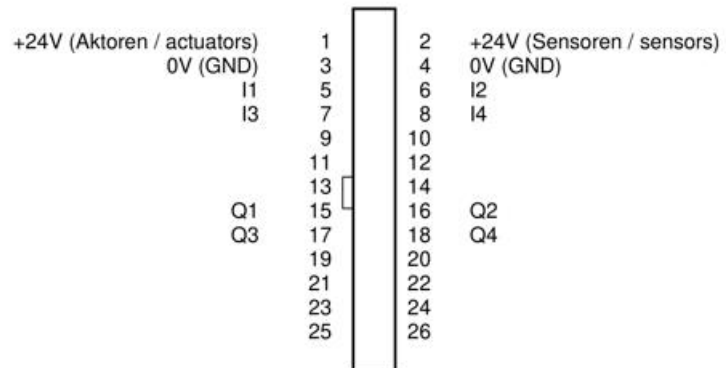 +24V (Aktoren / actuators) 1 2 +24V (Sensoren / sensors)
0V (GND) 3 4 0V (GND)
I1 5 6 I2
I3 7 8 I4
9 10
11 12
13 14
Q1 15 16 Q2
Q3 17 18 Q4
19 20
21 22
23 24
25 26